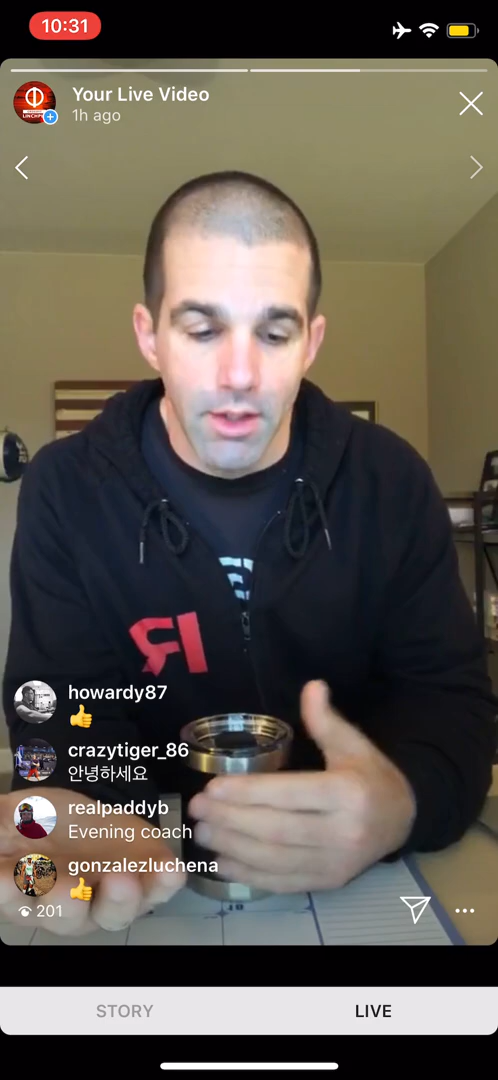 10:31
Your Live Video
1h ago
howardy87
👍
crazytiger_86
안녕하세요
realpaddyb
Evening coach
gonzalezluchena
👍
201
STORY
LIVE